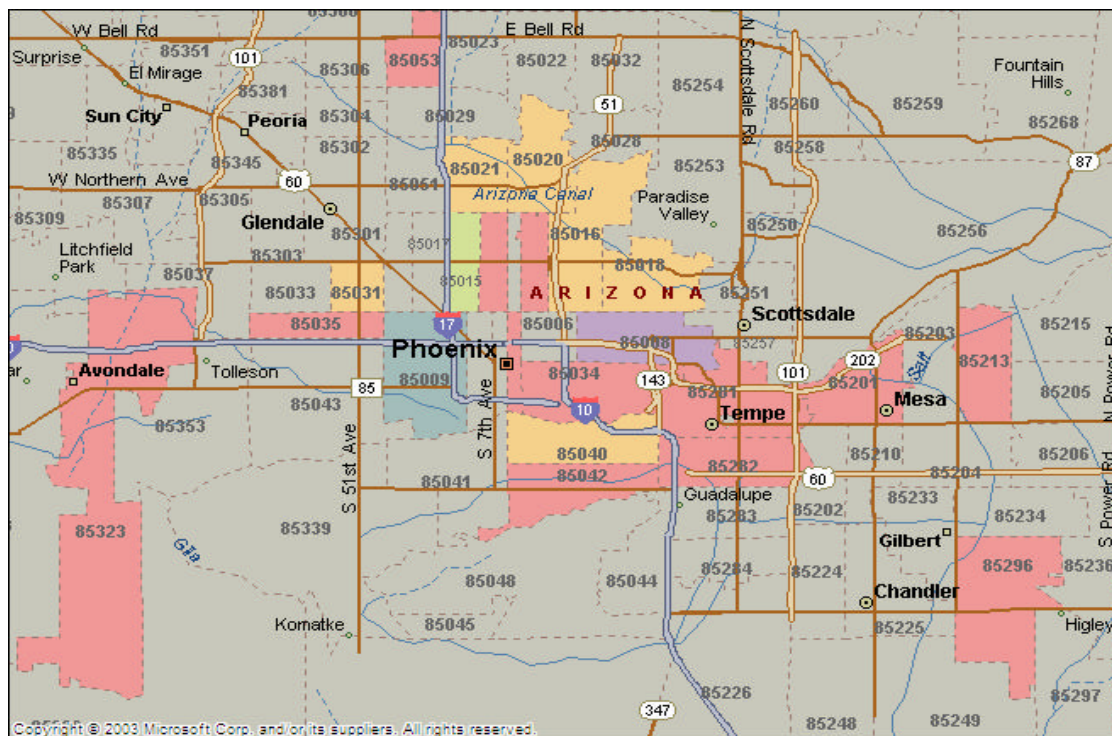 W Bell Rd
E Bell Rd
N Scottsdale Rd
85351
85023
85022
85032
Surprise
101
85306
85053
El Mirage
85381
51
85254
85260
85259
Fountain
Hills
Sun City
Peoria
85304
85029
85268
85302
85028
85258
85335
85345
85021
85020
85253
87
W Northern Ave
60
85051
Arizona Canal
Paradise
Valley
85307
85305
85309
Glendale
85301
85017
85016
85250
85256
Litchfield
Park
85303
85037
85015
85018
85033
85031
ARIZONA
85251
Scottsdale
85035
17
85006
85008
85257
85203
85215
Phoenix
202
Salt
85213
Avondale
Tolleson
85
85009
85034
143
101
85281
85201
85205
N Power Rd
85043
10
Tempe
Mesa
85353
S 7th Ave
S 51st Ave
85040
85210
85206
85042
85282
85204
85041
60
S Power Rd
Guadalupe
85233
85323
85339
85283
85202
85234
Gilbert
Gila
85048
85044
85284
85224
85296
85236
Chandler
Komatke
85045
85225
Higley
85226
85297
347
85248
85249
Copyright © 2003 Microsoft Corp. and/or its suppliers. All rights reserved.